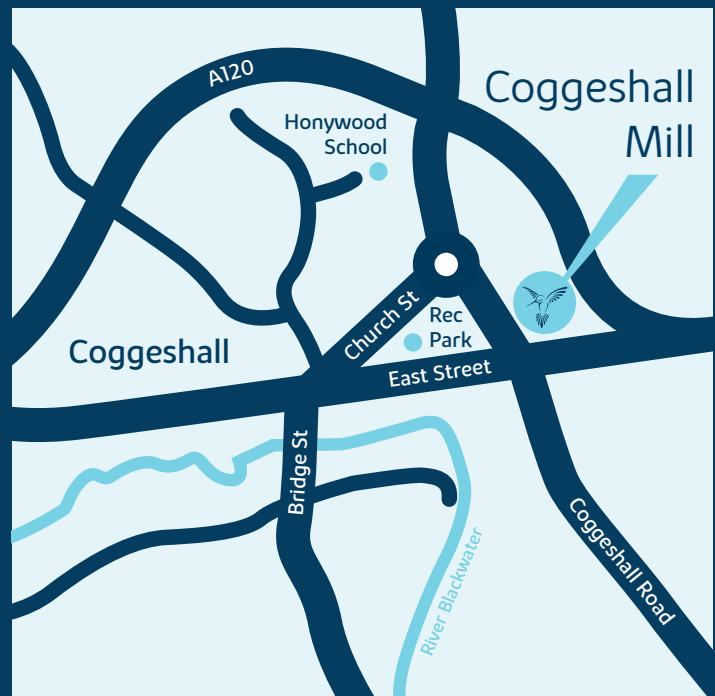 A120
Coggeshall
Mill
Honywood
School
Church St
Rec
Park
Coggeshall
East Street
Bridge St
Coggeshall Road
River Blackwater